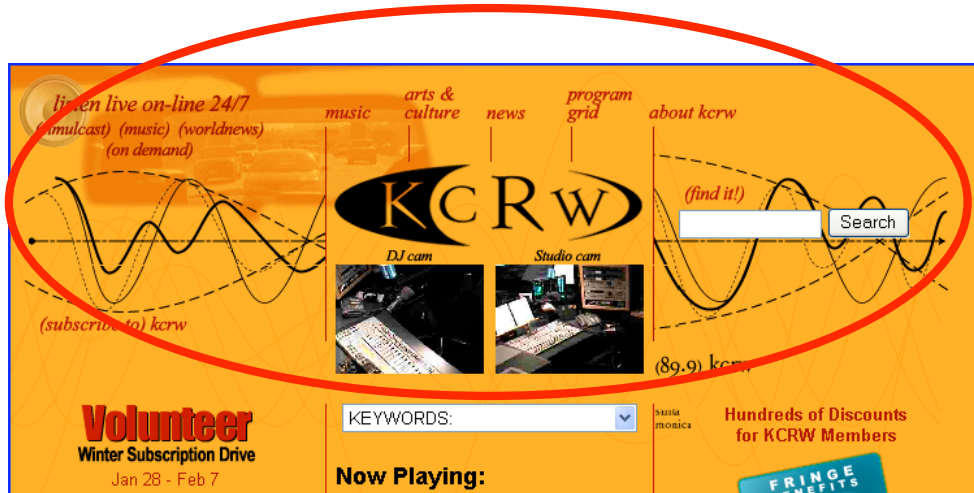 listen live on-line 24/7
(simulcast) (music) (worldnews)
(on demand)
music
arts &
culture
news
program
grid
about kcrw
KCRW
(find it!)
Search
DJ cam
Studio cam
(subscribe to) kcrw
(89.9) kcrw
santa
monica
Volunteer
Winter Subscription Drive
Jan 28 - Feb 7
KEYWORDS:
Now Playing:
Hundreds of Discounts
for KCRW Members
FRINGE
BENEFITS